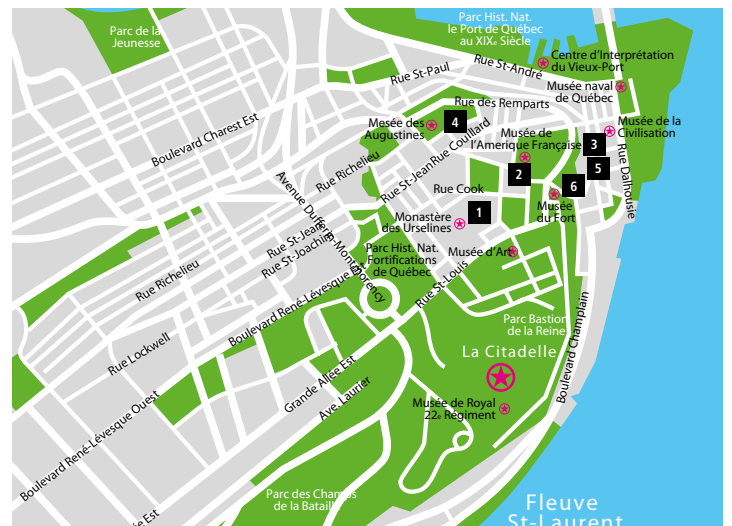 Parc de la
Jeunesse
Parc Hist. Nat.
le Port de Québec
au XIXe Siècle
Centre d'Interprétation
du Vieux-Port
Rue St-André
Rue St-Paul
Musée naval
de Québec
Rue des Remparts
Mesée des
Augustines
4
Musée de
l'Amerique Française
Musée de la
Civilisation
3
Boulevard Charest Est
Rue Couillard
Rue St-Jean
Rue Richelieu
2
5
6
Rue Dalhousie
Rue Cook
1
Musée
du Fort
Monastère
des Urselines
Avenue Dufferin-Montmorency
Rue St-Jean
Rue St-Joachim
Parc Hist. Nat.
Fortifications
de Québec
Musée d'Art
Rue Richelieu
Rue St-Louis
Boulevard René-Lévesque Est
Parc Bastion
de la Reine
Boulevard Champlain
Rue Lockwell
La Citadelle
Grande Allée Est
Ave. Laurier
Musée de Royal
22e Régiment
Boulevard René-Lévesque Ouest
Parc des Champs
de la Bataille
ée Est
Fleuve
St-Laurent